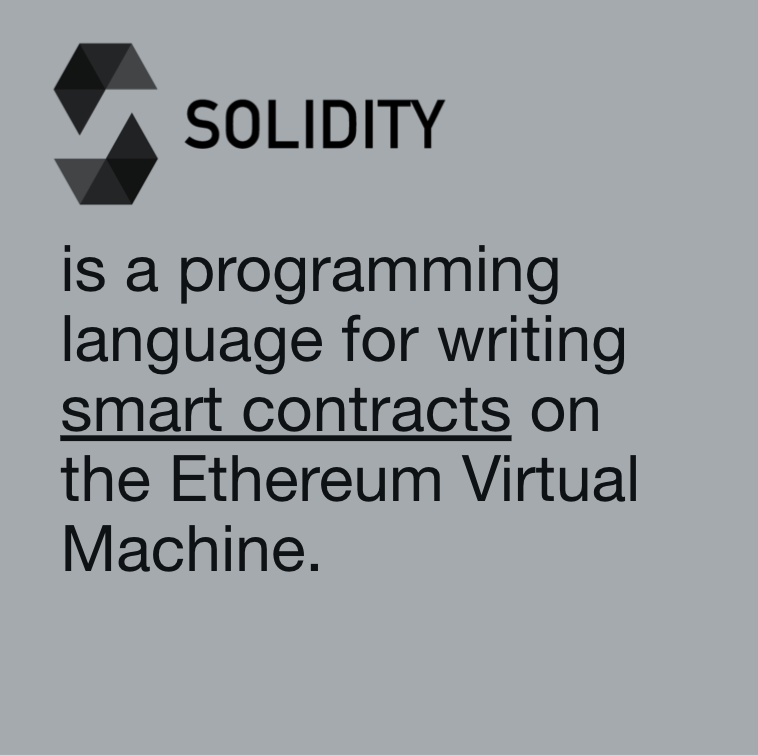 SOLIDITY
is a programming
language for writing
smart contracts on
the Ethereum Virtual
Machine.